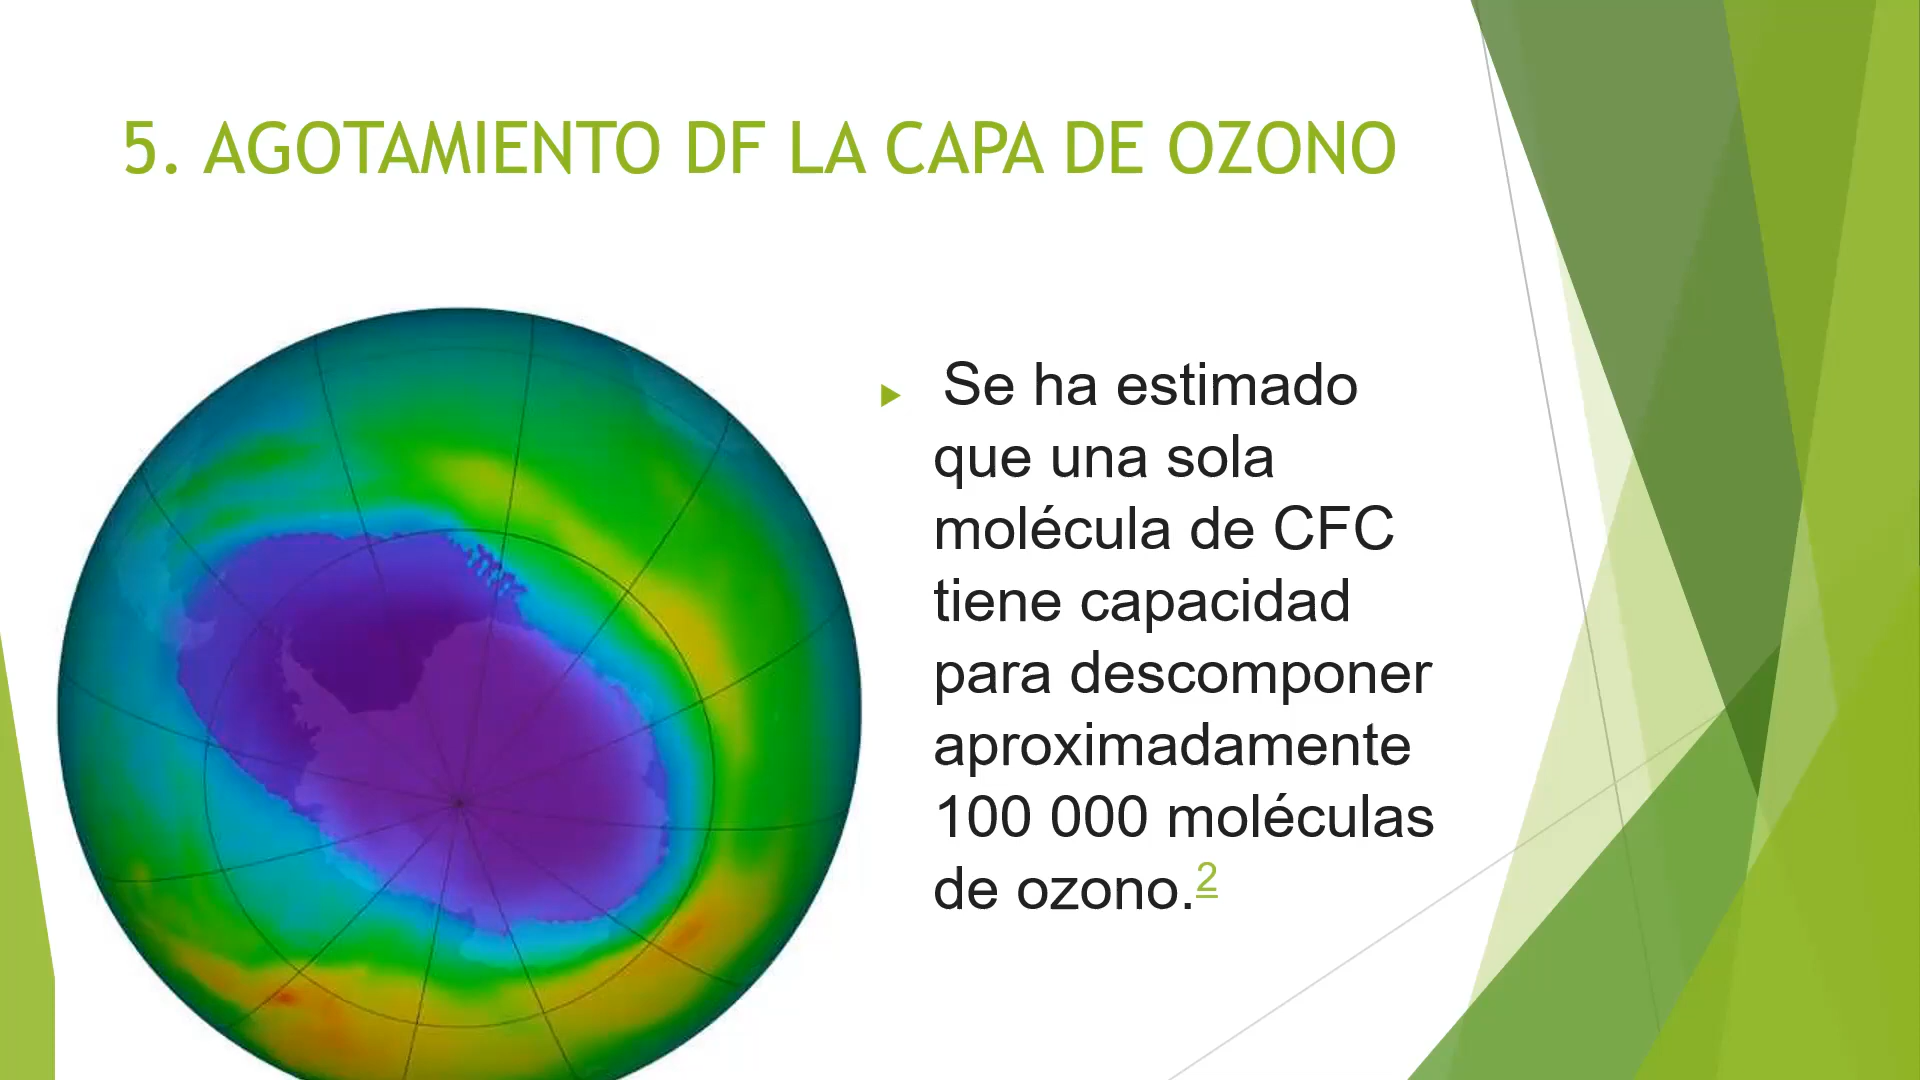 5. AGOTAMIENTO DF LA CAPA DE OZONO
Se ha estimado
que una sola
molécula de CFC
tiene capacidad
para descomponer
aproximadamente
100 000 moléculas
de ozono.2